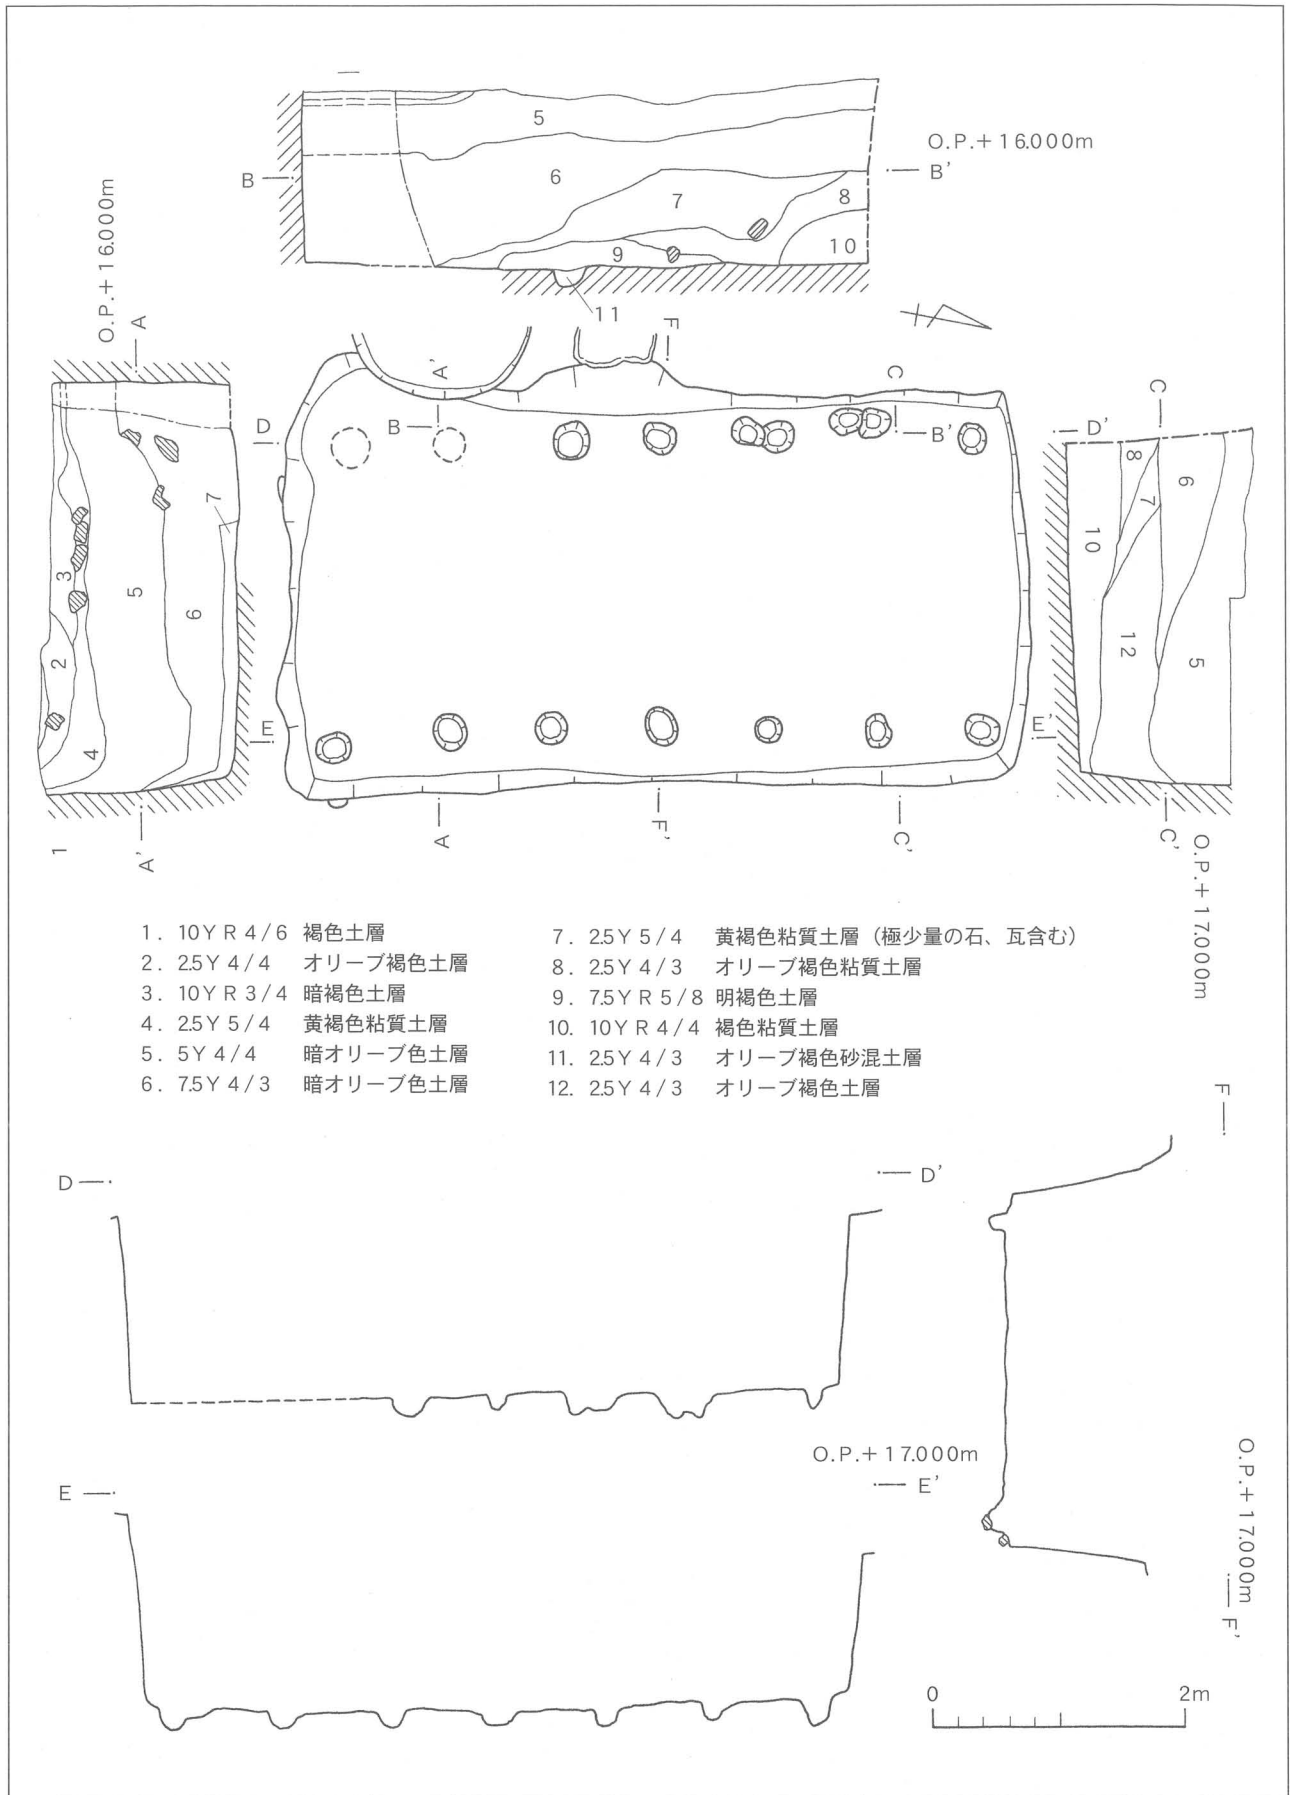 O.P.+16.000m
B
B'
5
6
7
8
9
10
11
O.P.+16.000m
A
7
3
5
6
2
4
1
A'
F
A'
C
D
B
B'
D'
E
E'
A
F'
C'
C
8
7
6
10
12
5
C'
O.P.+17.000m
1. 10YR4/6 褐色土層
2. 2.5Y4/4 オリーブ褐色土層
3. 10YR3/4 暗褐色土層
4. 2.5Y5/4 黄褐色粘質土層
5. 5Y4/4 暗オリーブ色土層
6. 7.5Y4/3 暗オリーブ色土層
7. 2.5Y5/4 黄褐色粘質土層（極少量の石、瓦含む）
8. 2.5Y4/3 オリーブ褐色粘質土層
9. 7.5YR5/8 明褐色土層
10. 10YR4/4 褐色粘質土層
11. 2.5Y4/3 オリーブ褐色砂混土層
12. 2.5Y4/3 オリーブ褐色土層
F
D
D'
O.P.+17.000m
E
E'
O.P.+17.000m
F'
0 2m